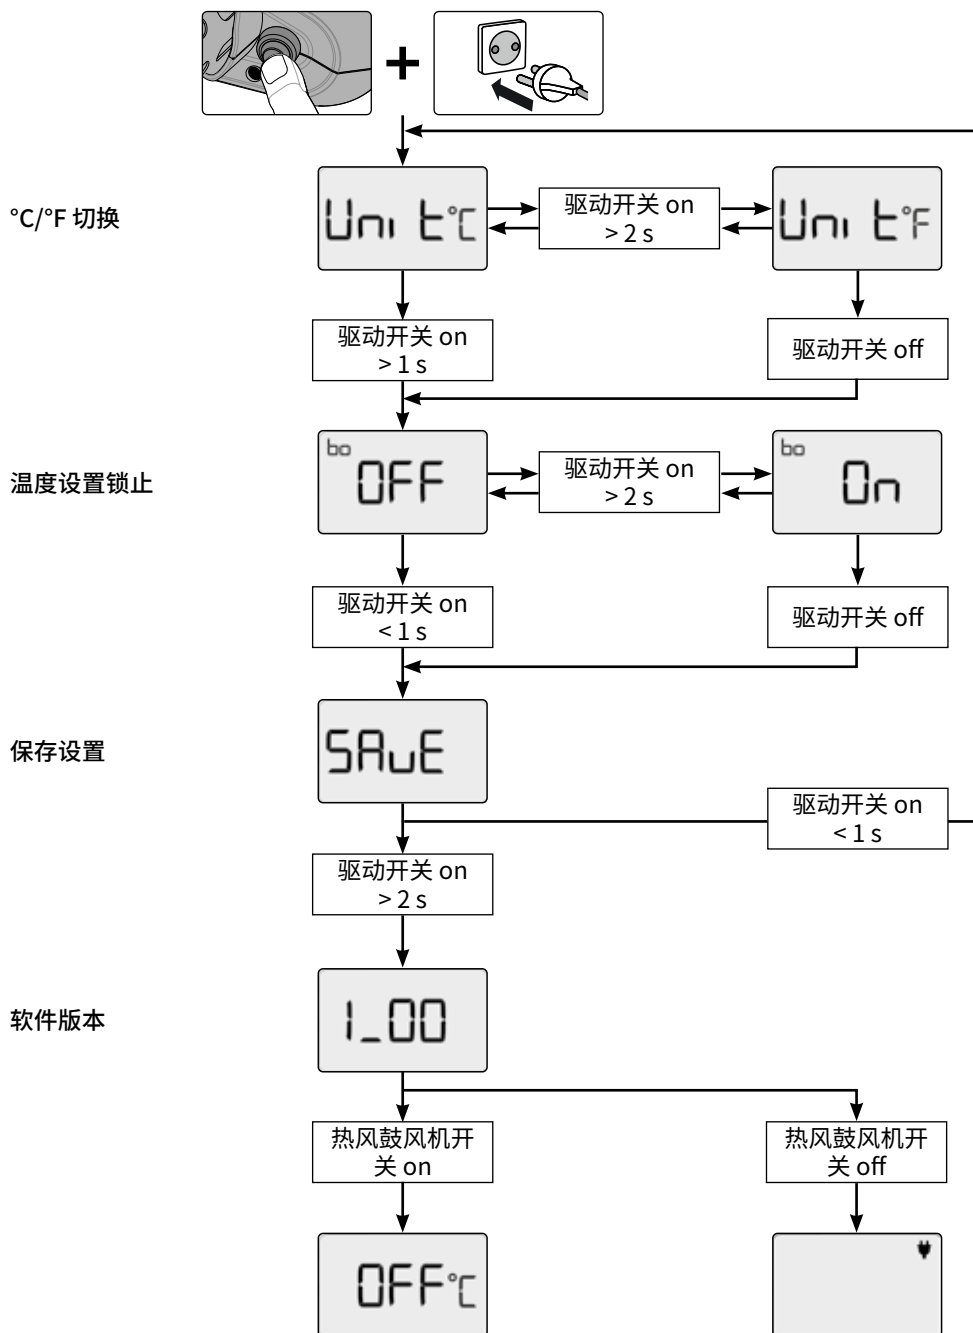 °C/°F 切换
Unit°C
驱动开关 on
> 2 s
Unit°F
驱动开关 on
> 1 s
驱动开关 off
温度设置锁止
bo
OFF
驱动开关 on
> 2 s
bo
On
驱动开关 on
< 1 s
驱动开关 off
保存设置
SAvE
驱动开关 on
< 1 s
驱动开关 on
> 2 s
软件版本
1_00
热风鼓风机开
关 on
热风鼓风机开
关 off
OFF°C